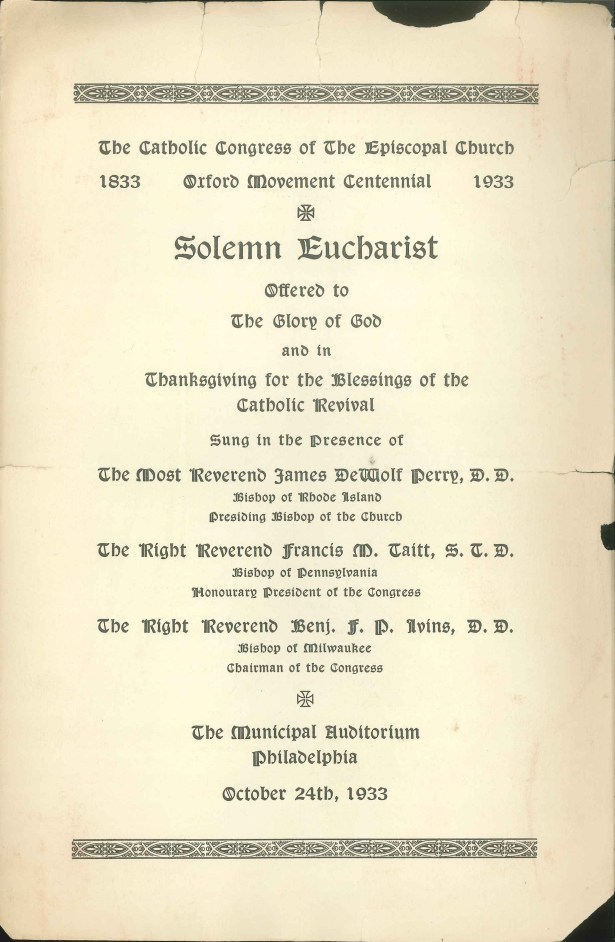 The Catholic Congress of The Episcopal Church
1833 Oxford Movement Centennial 1933
Solemn Eucharist
Offered to
The Glory of God
and in
Thanksgiving for the Blessings of the
Catholic Revival
Sung in the Presence of
The Most Reverend James DeWolf Perry, D. D.
Bishop of Rhode Island
Presiding Bishop of the Church
The Right Reverend Francis M. Taitt, S. T. D.
Bishop of Pennsylvania
Honourary President of the Congress
The Right Reverend Benj. F. P. Ivins, D. D.
Bishop of Milwaukee
Chairman of the Congress
The Municipal Auditorium
Philadelphia
October 24th, 1933